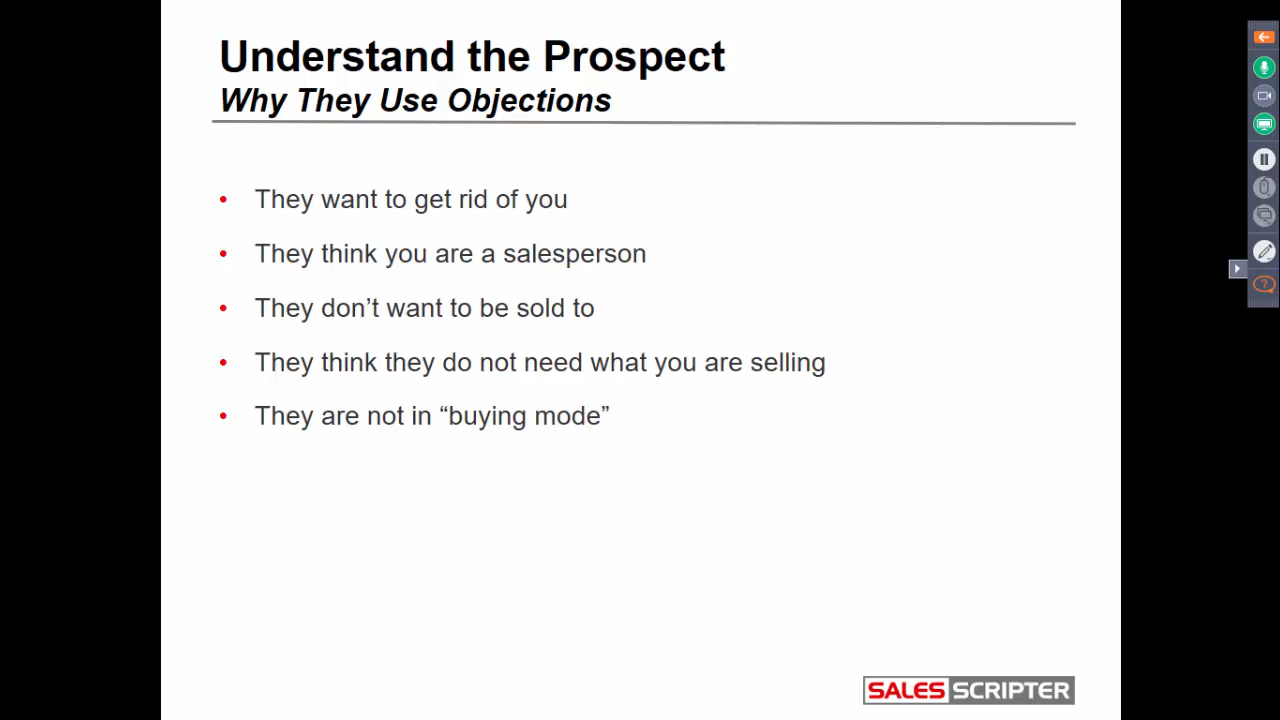 Understand the Prospect
Why They Use Objections
• They want to get rid of you
• They think you are a salesperson
• They don’t want to be sold to
• They think they do not need what you are selling
• They are not in “buying mode”
SALES SCRIPTER